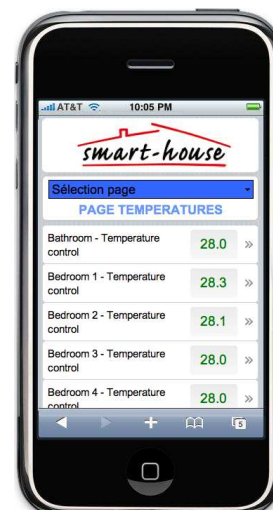 AT&T 10:05 PM
smart-house
Sélection page
PAGE TEMPERATURES
Bathroom - Temperature
control
28.0 »
Bedroom 1 - Temperature
control
28.3 »
Bedroom 2 - Temperature
control
28.1 »
Bedroom 3 - Temperature
control
28.0 »
Bedroom 4 - Temperature
control
28.0 »
5